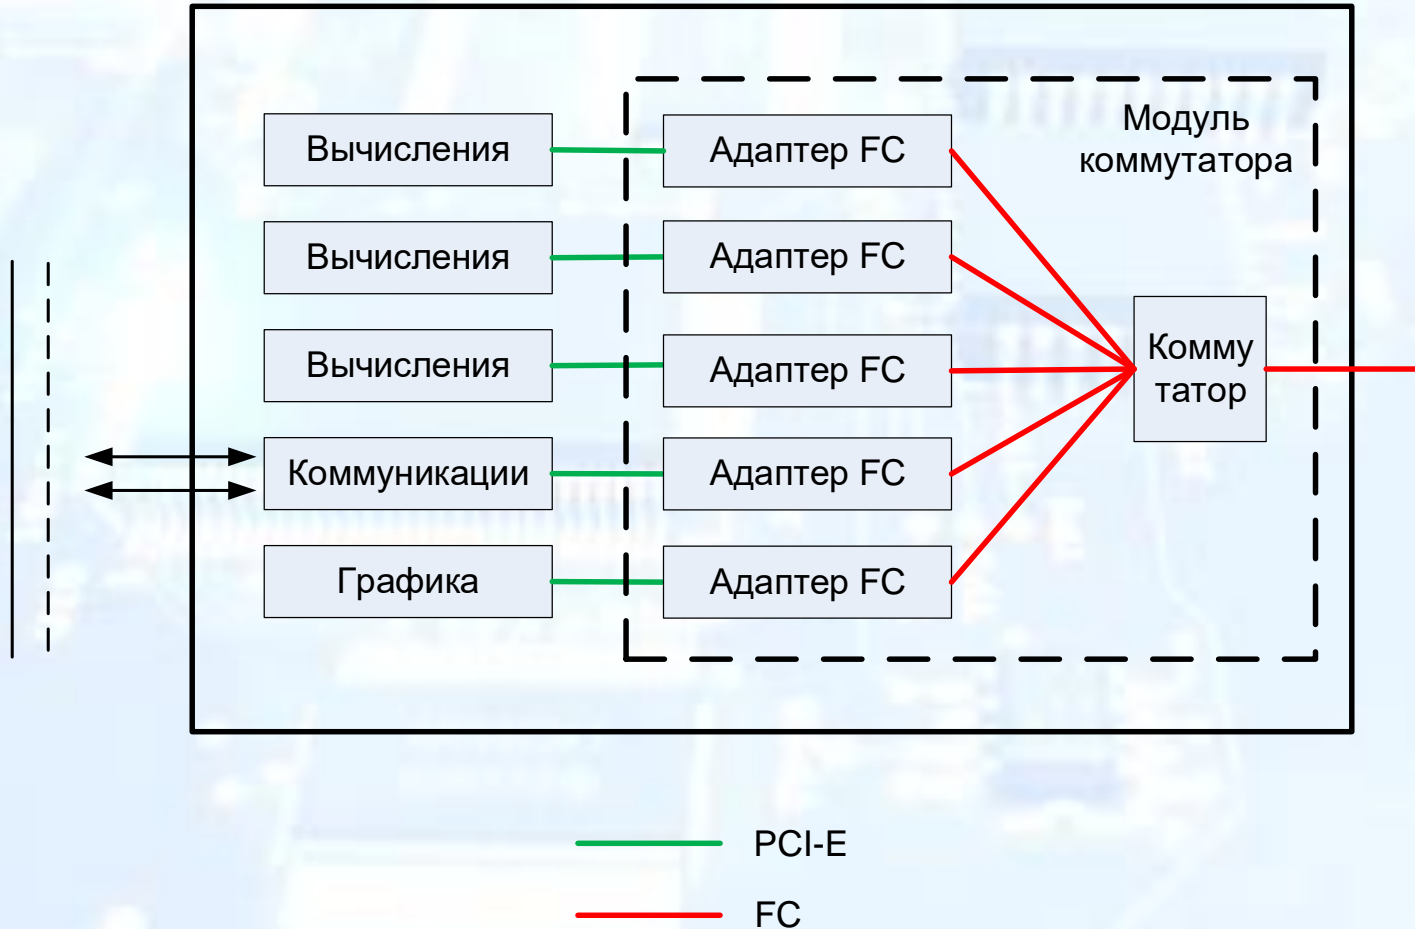 Модуль
коммутатора
Вычисления
Адаптер FC
Вычисления
Адаптер FC
Вычисления
Адаптер FC
Комму
татор
Коммуникации
Адаптер FC
Графика
Адаптер FC
PCI-E
FC